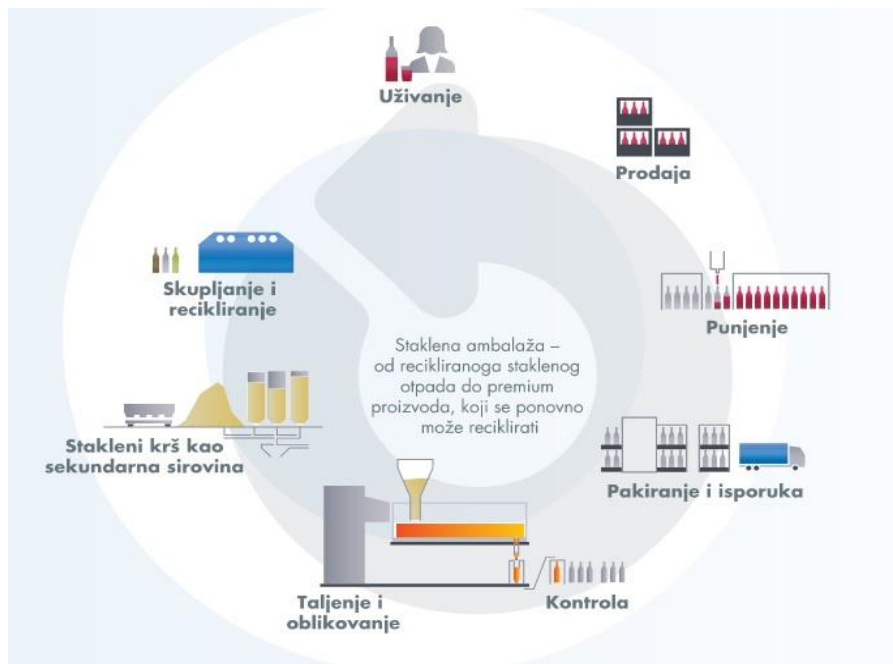 Uživanje
Prodaja
Punjenje
Pakiranje i isporuka
Kontrola
Taljenje i
oblikovanje
Stakleni krš kao
sekundarna sirovina
Skupljanje i
recikliranje
Staklena ambalaža –
od recikliranoga staklenog
otpada do premium
proizvoda, koji se ponovno
može reciklirati